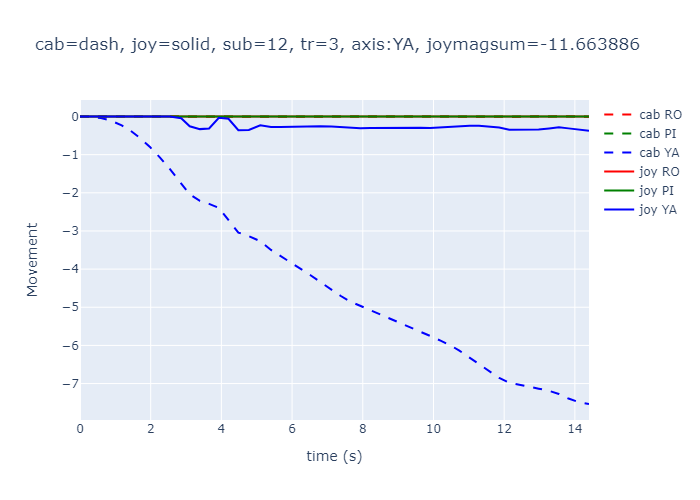 cab=dash, joy=solid, sub=12, tr=3, axis:YA, joymagsum=-11.663886
0
−1
−2
−3
−4
−5
−6
−7
Movement
0 2 4 6 8 10 12 14
time (s)
cab RO
cab PI
cab YA
joy RO
joy PI
joy YA